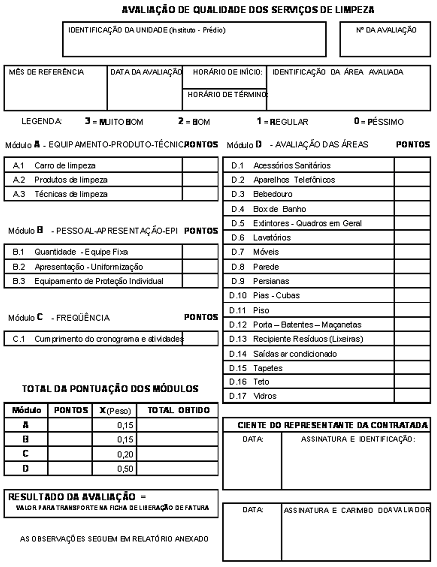 AVALIAÇÃO DE QUALIDADE DOS SERVIÇOS DE LIMPEZA
IDENTIFICAÇÃO DA UNIDADE (Instituto - Prédio)
Nº DA AVALIAÇÃO
MÊS DE REFERÊNCIA
DATA DA AVALIAÇÃO
HORÁRIO DE INÍCIO:
HORÁRIO DE TÉRMINO:
IDENTIFICAÇÃO DA ÁREA AVALIADA
LEGENDA: 3 = MUITO BOM 2 = BOM 1 = REGULAR 0 = PÉSSIMO
Módulo A - EQUIPAMENTO-PRODUTO-TÉCNICA PONTOS
A.1 Carro de limpeza
A.2 Produtos de limpeza
A.3 Técnicas de limpeza
Módulo B - PESSOAL-APRESENTAÇÃO-EPI PONTOS
B.1 Quantidade - Equipe Fixa
B.2 Apresentação - Uniformização
B.3 Equipamento de Proteção Individual
Módulo C - FREQÜÊNCIA PONTOS
C.1 Cumprimento do cronograma e atividades
Módulo D - AVALIAÇÃO DAS ÁREAS PONTOS
D.1 Acessórios Sanitários
D.2 Aparelhos Telefônicos
D.3 Bebedouro
D.4 Box de Banho
D.5 Extintores - Quadros em Geral
D.6 Lavatórios
D.7 Móveis
D.8 Parede
D.9 Persianas
D.10 Pias - Cubas
D.11 Piso
D.12 Porta – Batentes – Maçanetas
D.13 Recipiente Resíduos (Lixeiras)
D.14 Saídas ar condicionado
D.15 Tapetes
D.16 Teto
D.17 Vidros
TOTAL DA PONTUAÇÃO DOS MÓDULOS
Módulo PONTOS X (Peso) TOTAL OBTIDO
A 0,15
B 0,15
C 0,20
D 0,50
RESULTADO DA AVALIAÇÃO =
VALOR PARA TRANSPORTE NA FICHA DE LIBERAÇÃO DE FATURA
AS OBSERVAÇÕES SEGUEM EM RELATÓRIO ANEXADO
CIENTE DO REPRESENTANTE DA CONTRATADA
DATA: ASSINATURA E IDENTIFICAÇÃO:
DATA: ASSINATURA E CARIMBO DO AVALIADOR